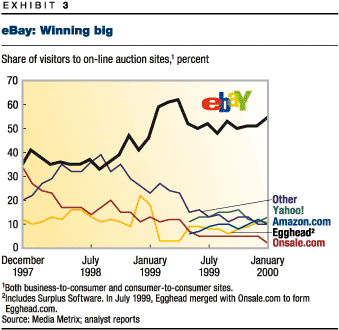 EXHIBIT 3
eBay: Winning big
Share of visitors to on-line auction sites,¹ percent
70
60
50
40
30
20
10
0
ebaY
Other
Yahoo!
Amazon.com
Egghead²
Onsale.com
December 1997
July 1998
January 1999
July 1999
January 2000
¹Both business-to-consumer and consumer-to-consumer sites.
²Includes Surplus Software. In July 1999, Egghead merged with Onsale.com to form
Egghead.com.
Source: Media Metrix; analyst reports